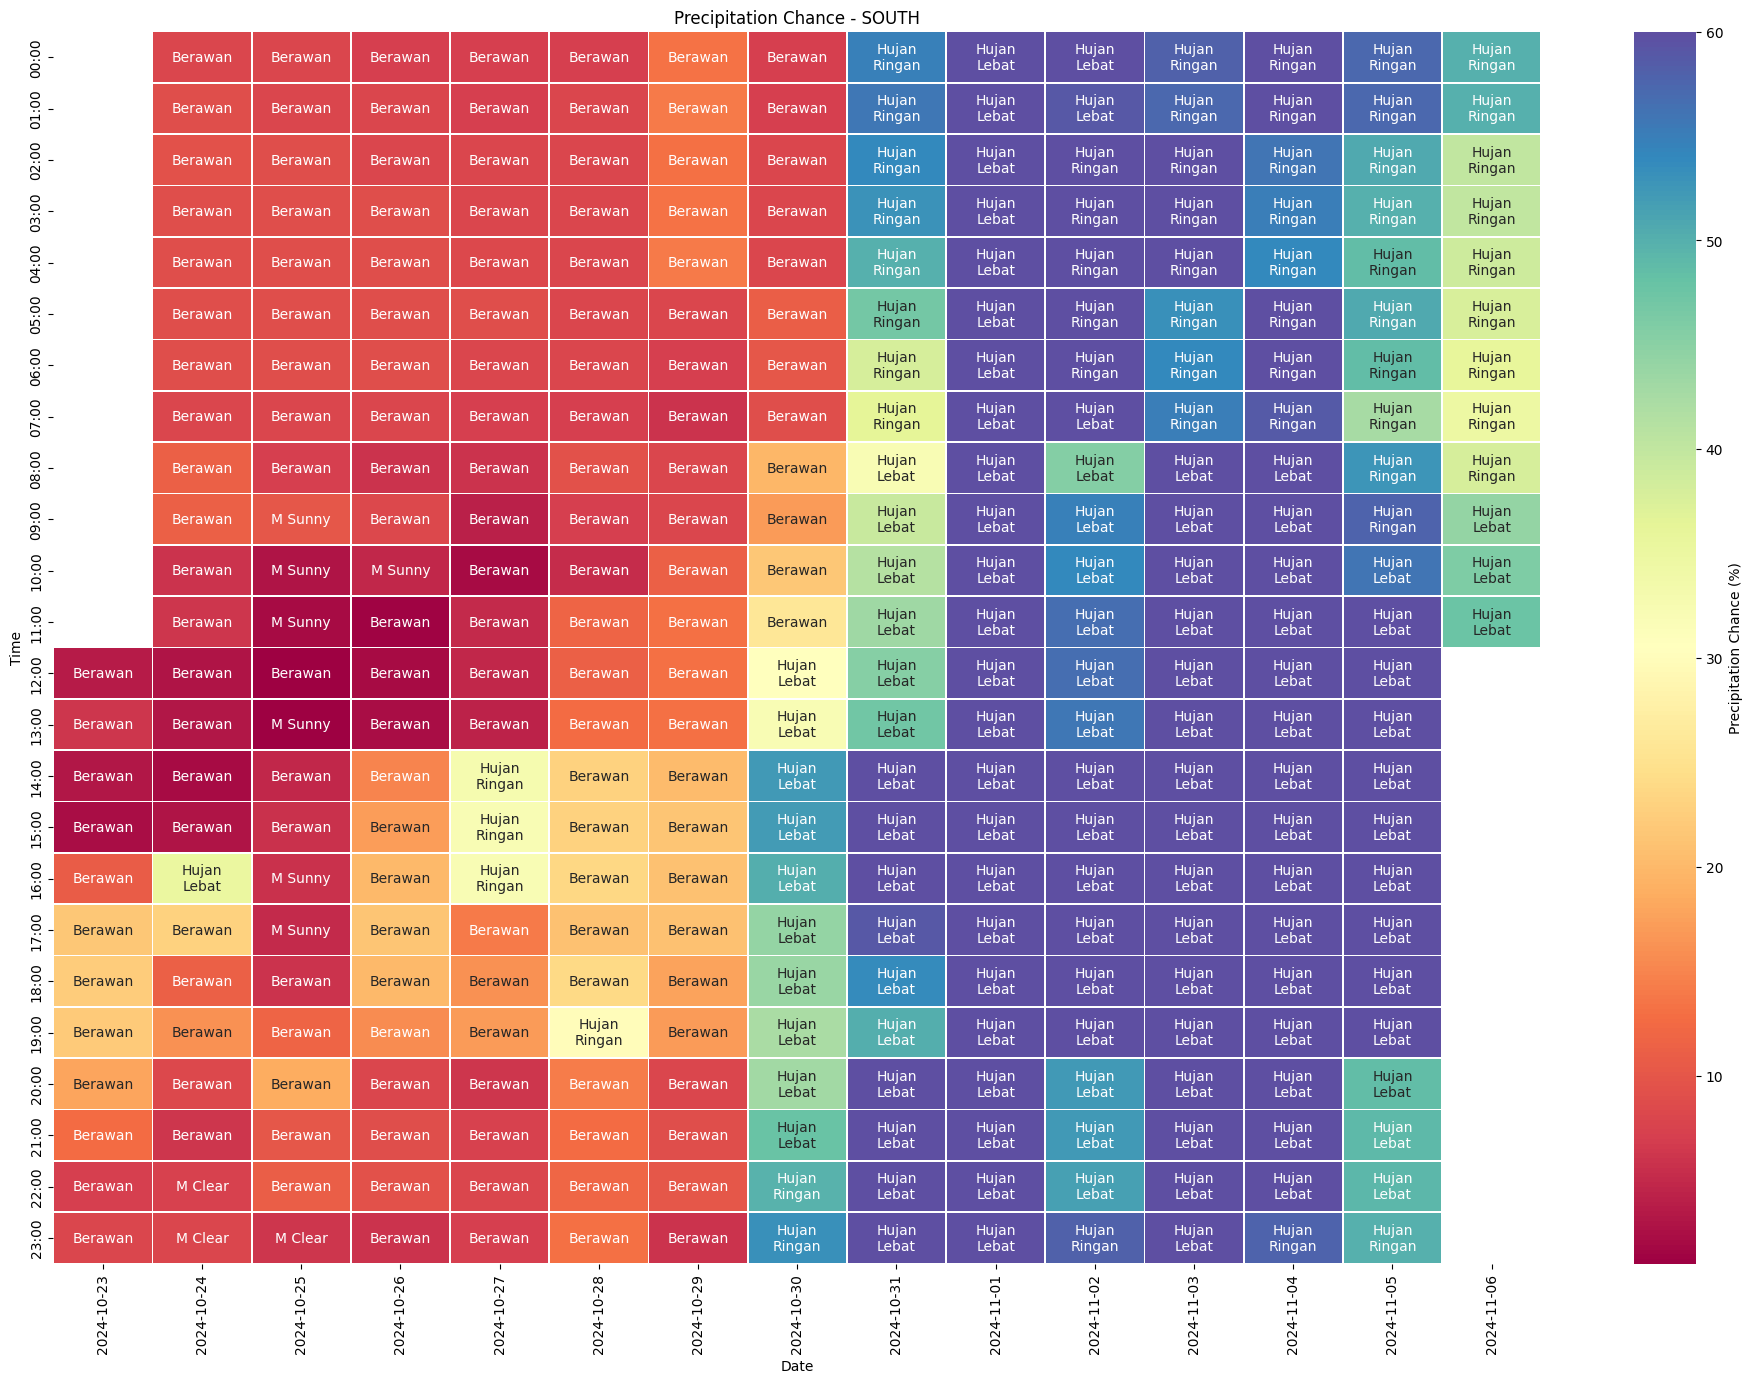 Precipitation Chance - SOUTH
00:00 Berawan Berawan Berawan Berawan Berawan Berawan Berawan Hujan Ringan Hujan Lebat Hujan Lebat Hujan Ringan Hujan Ringan Hujan Ringan Hujan Ringan
01:00 Berawan Berawan Berawan Berawan Berawan Berawan Berawan Hujan Ringan Hujan Lebat Hujan Lebat Hujan Ringan Hujan Ringan Hujan Ringan Hujan Ringan
02:00 Berawan Berawan Berawan Berawan Berawan Berawan Berawan Hujan Ringan Hujan Lebat Hujan Ringan Hujan Ringan Hujan Ringan Hujan Ringan Hujan Ringan
03:00 Berawan Berawan Berawan Berawan Berawan Berawan Berawan Hujan Ringan Hujan Lebat Hujan Ringan Hujan Ringan Hujan Ringan Hujan Ringan Hujan Ringan
04:00 Berawan Berawan Berawan Berawan Berawan Berawan Berawan Hujan Ringan Hujan Lebat Hujan Ringan Hujan Ringan Hujan Ringan Hujan Ringan Hujan Ringan
05:00 Berawan Berawan Berawan Berawan Berawan Berawan Berawan Hujan Ringan Hujan Lebat Hujan Ringan Hujan Ringan Hujan Ringan Hujan Ringan Hujan Ringan
06:00 Berawan Berawan Berawan Berawan Berawan Berawan Berawan Hujan Ringan Hujan Lebat Hujan Ringan Hujan Ringan Hujan Ringan Hujan Ringan Hujan Ringan
07:00 Berawan Berawan Berawan Berawan Berawan Berawan Berawan Hujan Ringan Hujan Lebat Hujan Lebat Hujan Ringan Hujan Ringan Hujan Ringan Hujan Ringan
08:00 Berawan Berawan Berawan Berawan Berawan Berawan Berawan Hujan Lebat Hujan Lebat Hujan Lebat Hujan Lebat Hujan Lebat Hujan Ringan Hujan Ringan
09:00 Berawan M Sunny Berawan Berawan Berawan Berawan Berawan Hujan Lebat Hujan Lebat Hujan Lebat Hujan Lebat Hujan Lebat Hujan Ringan Hujan Lebat
10:00 Berawan M Sunny M Sunny Berawan Berawan Berawan Berawan Hujan Lebat Hujan Lebat Hujan Lebat Hujan Lebat Hujan Lebat Hujan Lebat Hujan Lebat
11:00 Berawan M Sunny Berawan Berawan Berawan Berawan Berawan Hujan Lebat Hujan Lebat Hujan Lebat Hujan Lebat Hujan Lebat Hujan Lebat Hujan Lebat
12:00 Berawan Berawan Berawan Berawan Berawan Berawan Berawan Hujan Lebat Hujan Lebat Hujan Lebat Hujan Lebat Hujan Lebat Hujan Lebat Hujan Lebat
13:00 Berawan Berawan M Sunny Berawan Berawan Berawan Berawan Hujan Lebat Hujan Lebat Hujan Lebat Hujan Lebat Hujan Lebat Hujan Lebat Hujan Lebat
14:00 Berawan Berawan Berawan Berawan Hujan Ringan Berawan Berawan Hujan Lebat Hujan Lebat Hujan Lebat Hujan Lebat Hujan Lebat Hujan Lebat Hujan Lebat
15:00 Berawan Berawan Berawan Berawan Hujan Ringan Berawan Berawan Hujan Lebat Hujan Lebat Hujan Lebat Hujan Lebat Hujan Lebat Hujan Lebat Hujan Lebat
16:00 Berawan Hujan Lebat M Sunny Berawan Hujan Ringan Berawan Berawan Hujan Lebat Hujan Lebat Hujan Lebat Hujan Lebat Hujan Lebat Hujan Lebat Hujan Lebat
17:00 Berawan Berawan M Sunny Berawan Berawan Berawan Berawan Hujan Lebat Hujan Lebat Hujan Lebat Hujan Lebat Hujan Lebat Hujan Lebat Hujan Lebat
18:00 Berawan Berawan Berawan Berawan Berawan Berawan Berawan Hujan Lebat Hujan Lebat Hujan Lebat Hujan Lebat Hujan Lebat Hujan Lebat Hujan Lebat
19:00 Berawan Berawan Berawan Berawan Berawan Hujan Ringan Berawan Hujan Lebat Hujan Lebat Hujan Lebat Hujan Lebat Hujan Lebat Hujan Lebat Hujan Lebat
20:00 Berawan Berawan Berawan Berawan Berawan Berawan Berawan Hujan Lebat Hujan Lebat Hujan Lebat Hujan Lebat Hujan Lebat Hujan Lebat Hujan Lebat
21:00 Berawan Berawan Berawan Berawan Berawan Berawan Berawan Hujan Lebat Hujan Lebat Hujan Lebat Hujan Lebat Hujan Lebat Hujan Lebat Hujan Lebat
22:00 Berawan M Clear Berawan Berawan Berawan Berawan Berawan Hujan Ringan Hujan Lebat Hujan Lebat Hujan Lebat Hujan Lebat Hujan Lebat Hujan Lebat
23:00 Berawan M Clear M Clear Berawan Berawan Berawan Berawan Hujan Ringan Hujan Lebat Hujan Lebat Hujan Ringan Hujan Lebat Hujan Ringan Hujan Ringan
Time
2024-10-23 2024-10-24 2024-10-25 2024-10-26 2024-10-27 2024-10-28 2024-10-29 2024-10-30 2024-10-31 2024-11-01 2024-11-02 2024-11-03 2024-11-04 2024-11-05 2024-11-06
Date
60
50
40
30
20
10
Precipitation Chance (%)